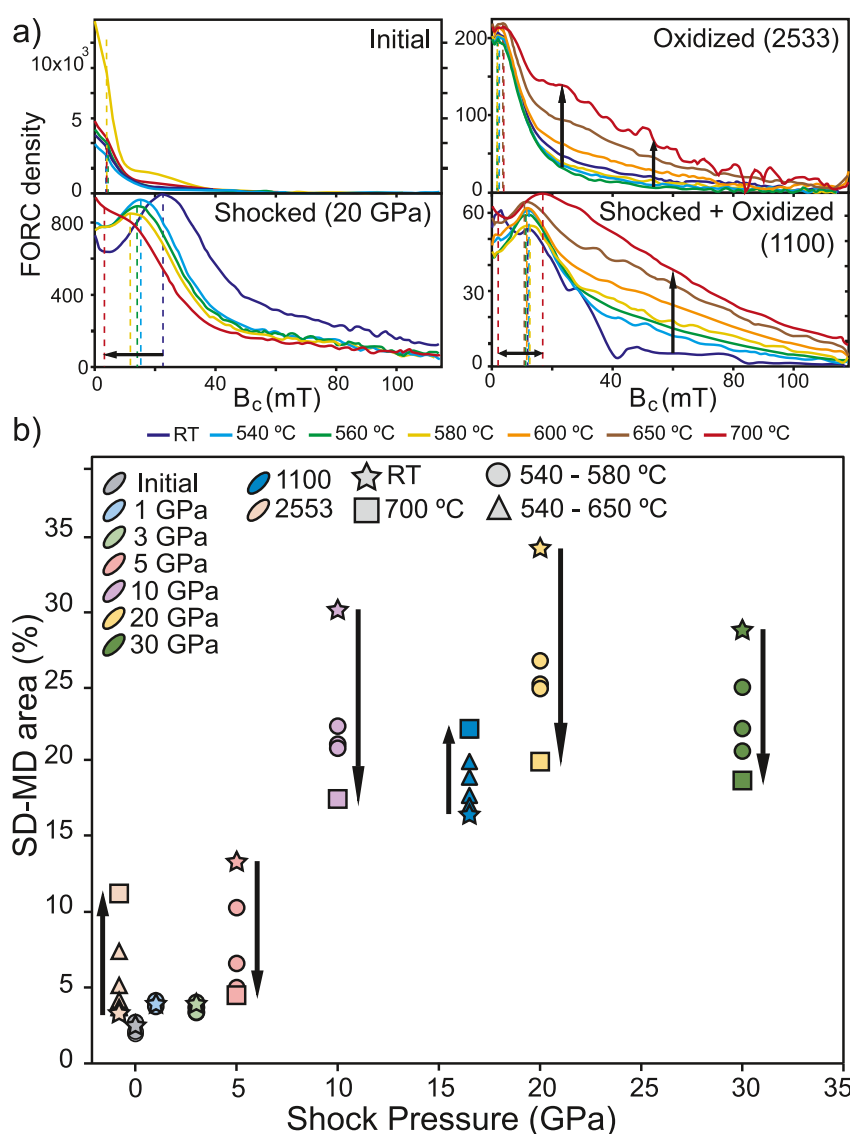 a)
Initial
10x10³
5
0
FORC density
Oxidized (2533)
200
100
0
Shocked (20 GPa)
800
400
0
0 40 80
B_c (mT)
Shocked + Oxidized
(1100)
60
30
0
0 40 80
B_c (mT)
RT 540 ºC 560 ºC 580 ºC 600 ºC 650 ºC 700 ºC
b)
Initial
1 GPa
3 GPa
5 GPa
10 GPa
20 GPa
30 GPa
1100
2553
RT
700 ºC
540 - 580 ºC
540 - 650 ºC
SD-MD area (%)
35
30
25
20
15
10
5
0
0 5 10 15 20 25 30 35
Shock Pressure (GPa)